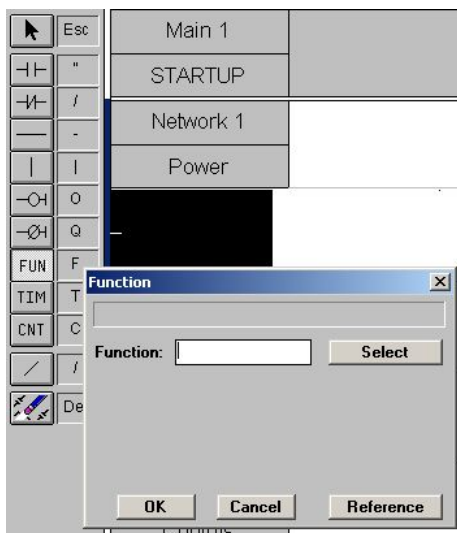 Esc
"
/
-
|
O
Q
FUN F
TIM T
CNT C
/
De
Main 1
STARTUP
Network 1
Power
Function
Function:
Select
OK
Cancel
Reference